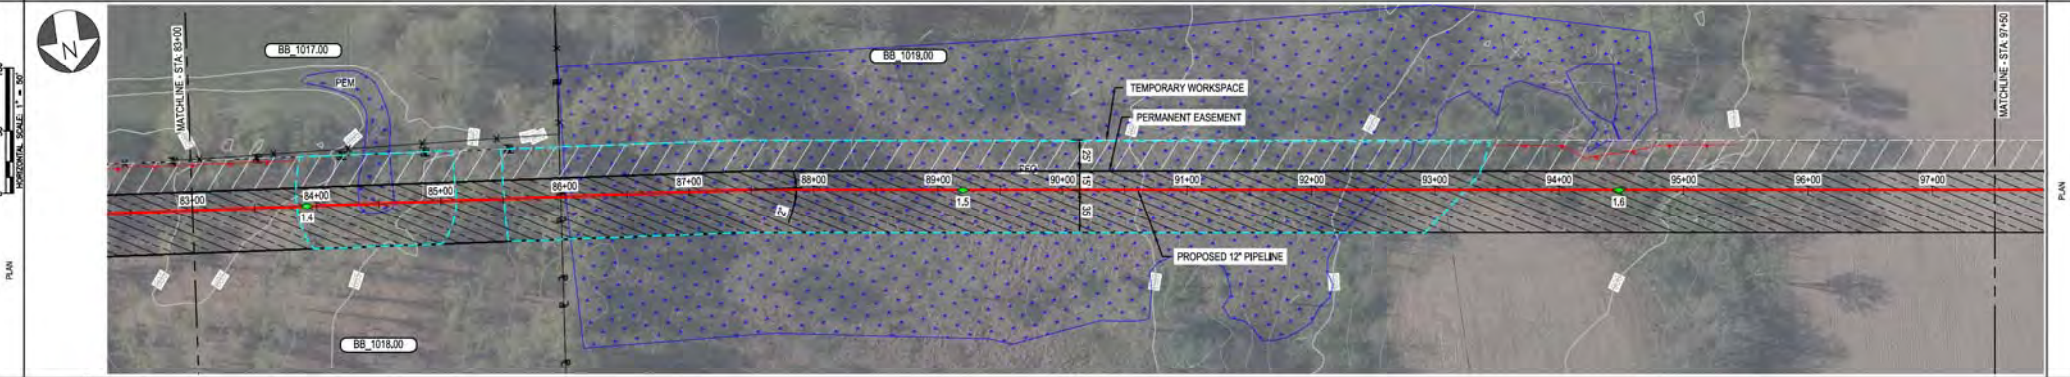 N
HORIZONTAL SCALE: 1" = 50'
PLAN
MATCHLINE - STA: 83+00
BB_1017.00
PEM
BB_1019.00
TEMPORARY WORKSPACE
PERMANENT EASEMENT
MATCHLINE - STA: 97+50
PLAN
25'
15'
35'
83+00
84+00
85+00
86+00
87+00
88+00
89+00
90+00
91+00
92+00
93+00
94+00
95+00
96+00
97+00
1.4
2°
1.5
1.6
PROPOSED 12" PIPELINE
BB_1018.00